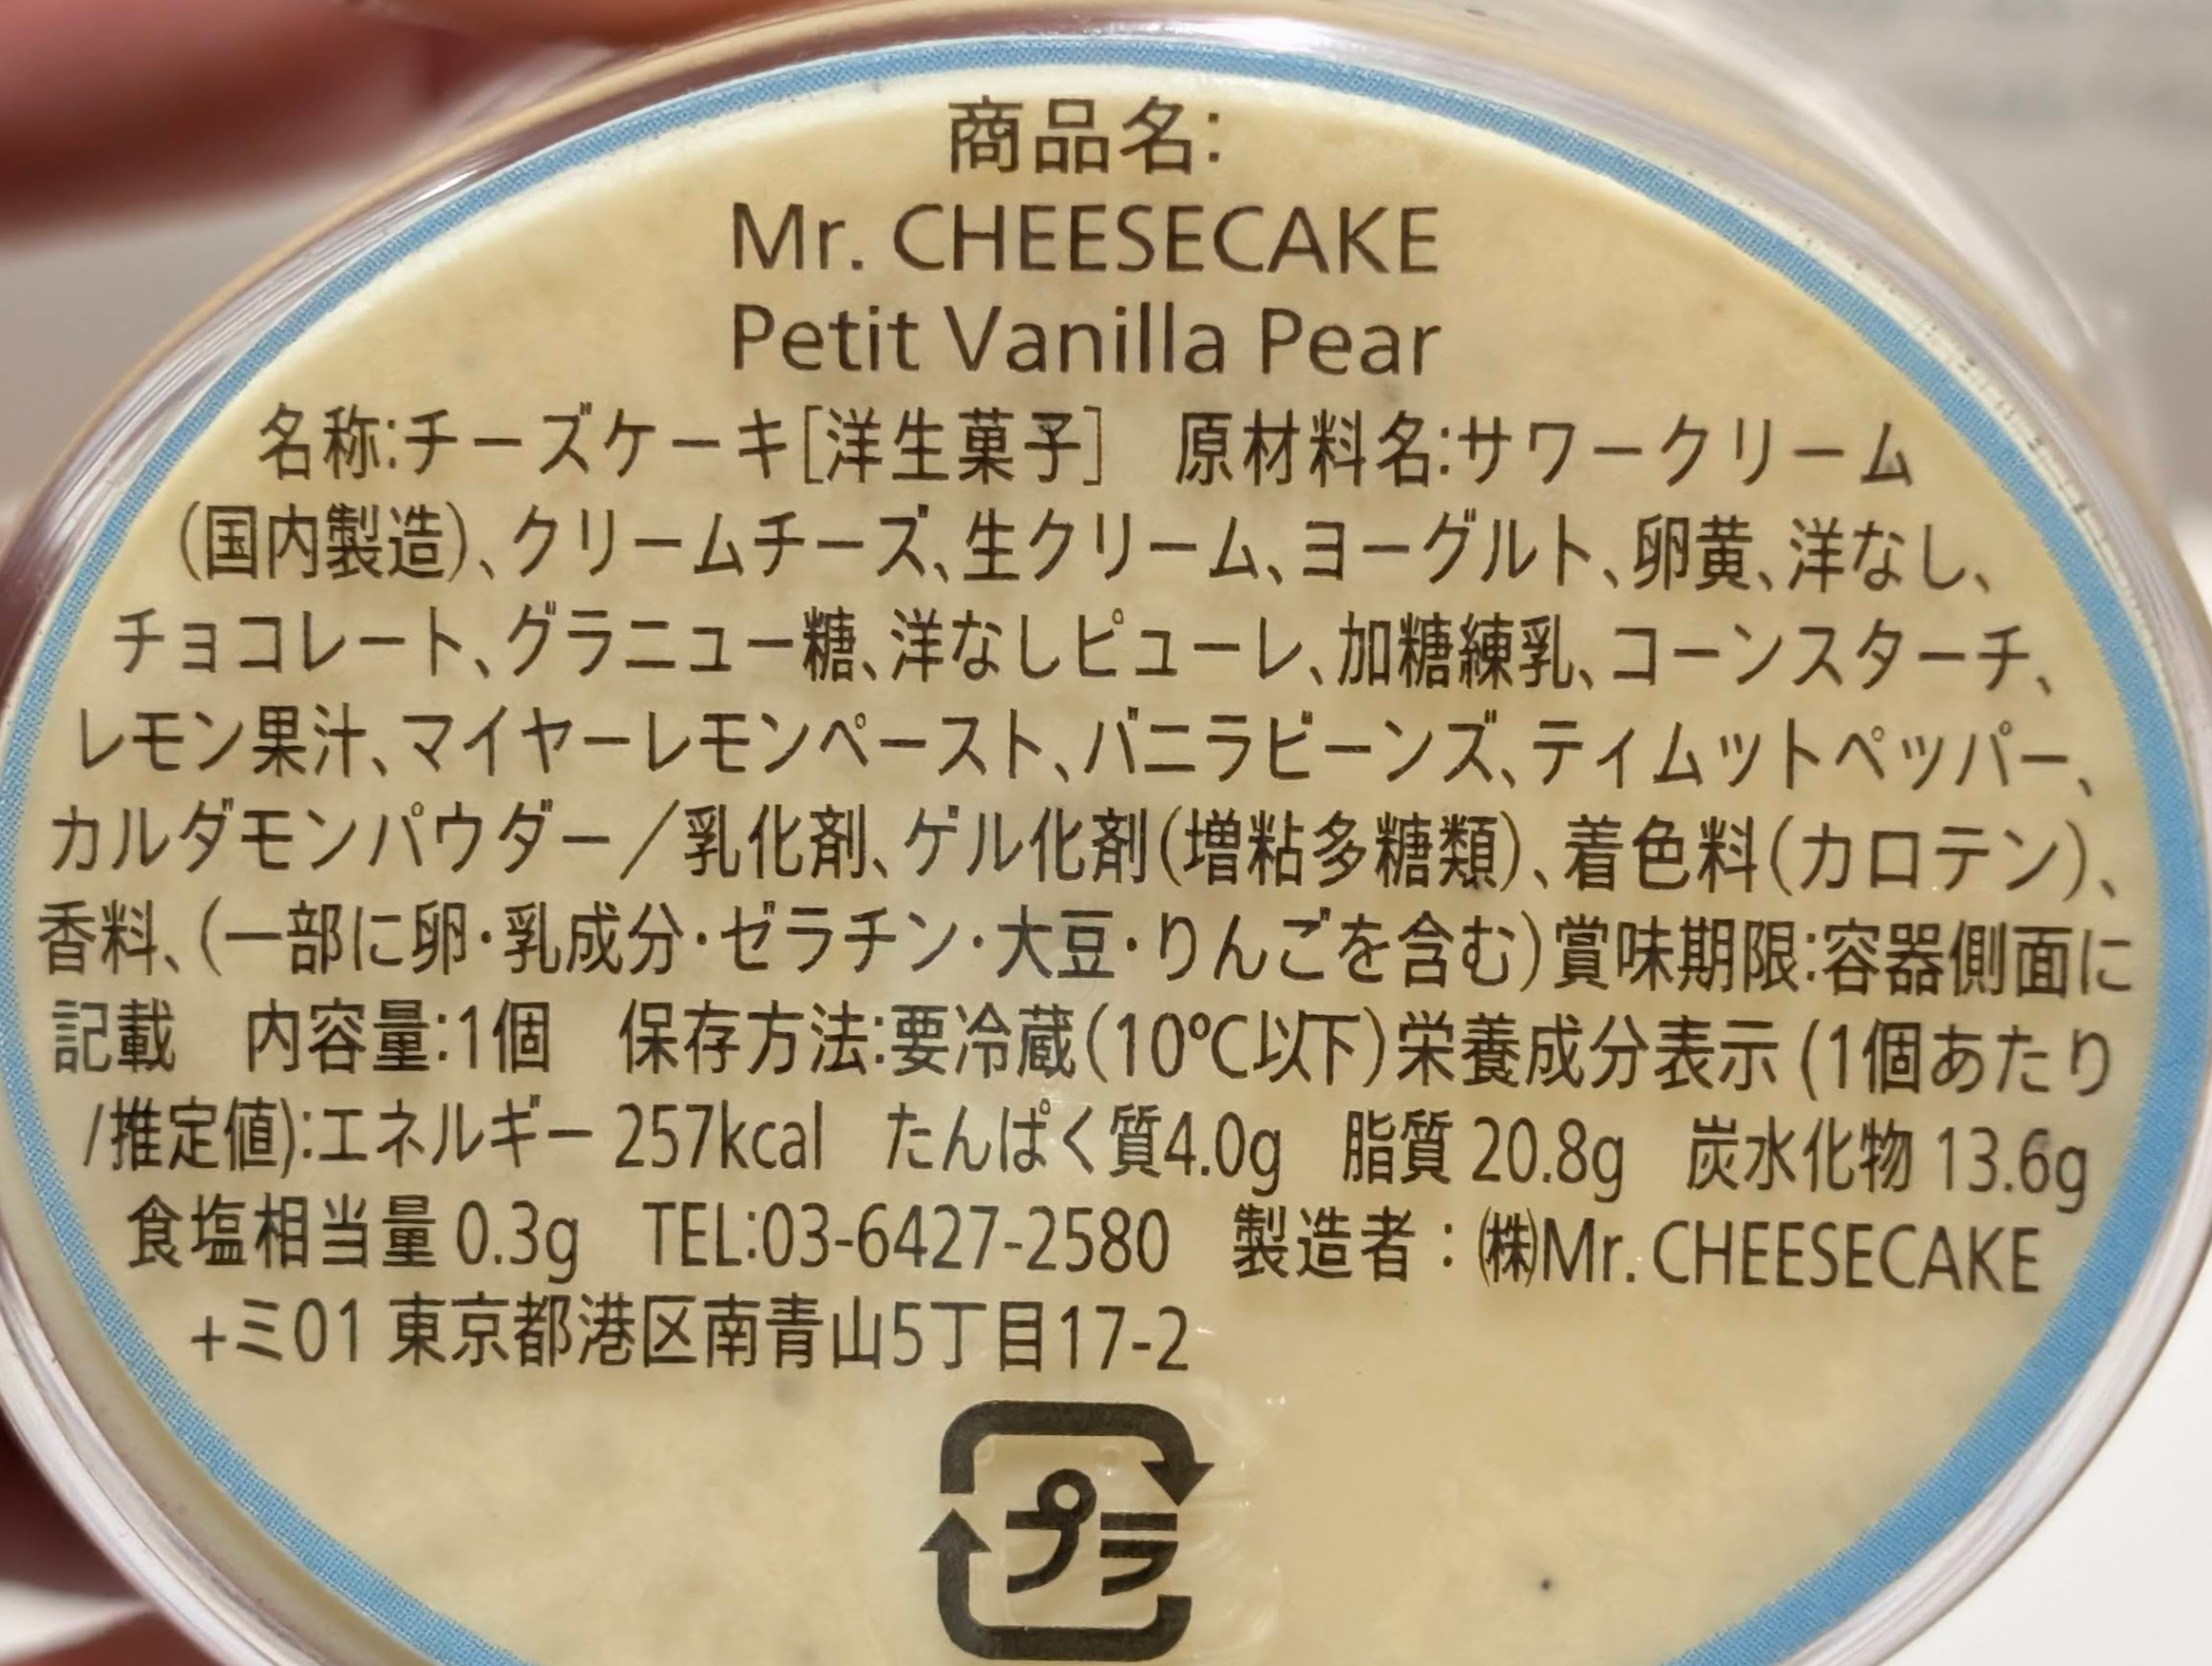 商品名:
Mr. CHEESECAKE
Petit Vanilla Pear
名称:チーズケーキ[洋生菓子]　原材料名:サワークリーム
(国内製造)、クリームチーズ、生クリーム、ヨーグルト、卵黄、洋なし、
チョコレート、グラニュー糖、洋なしピューレ、加糖練乳、コーンスターチ、
レモン果汁、マイヤーレモンペースト、バニラビーンズ、ティムットペッパー、
カルダモンパウダー／乳化剤、ゲル化剤(増粘多糖類)、着色料(カロテン)、
香料、(一部に卵・乳成分・ゼラチン・大豆・りんごを含む)賞味期限:容器側面に
記載　内容量:1個　保存方法:要冷蔵(10℃以下)栄養成分表示(1個あたり
/推定値):エネルギー 257kcal　たんぱく質4.0g　脂質 20.8g　炭水化物 13.6g
食塩相当量 0.3g　TEL:03-6427-2580　製造者：㈱Mr. CHEESECAKE
+ミ01 東京都港区南青山5丁目17-2
プラ